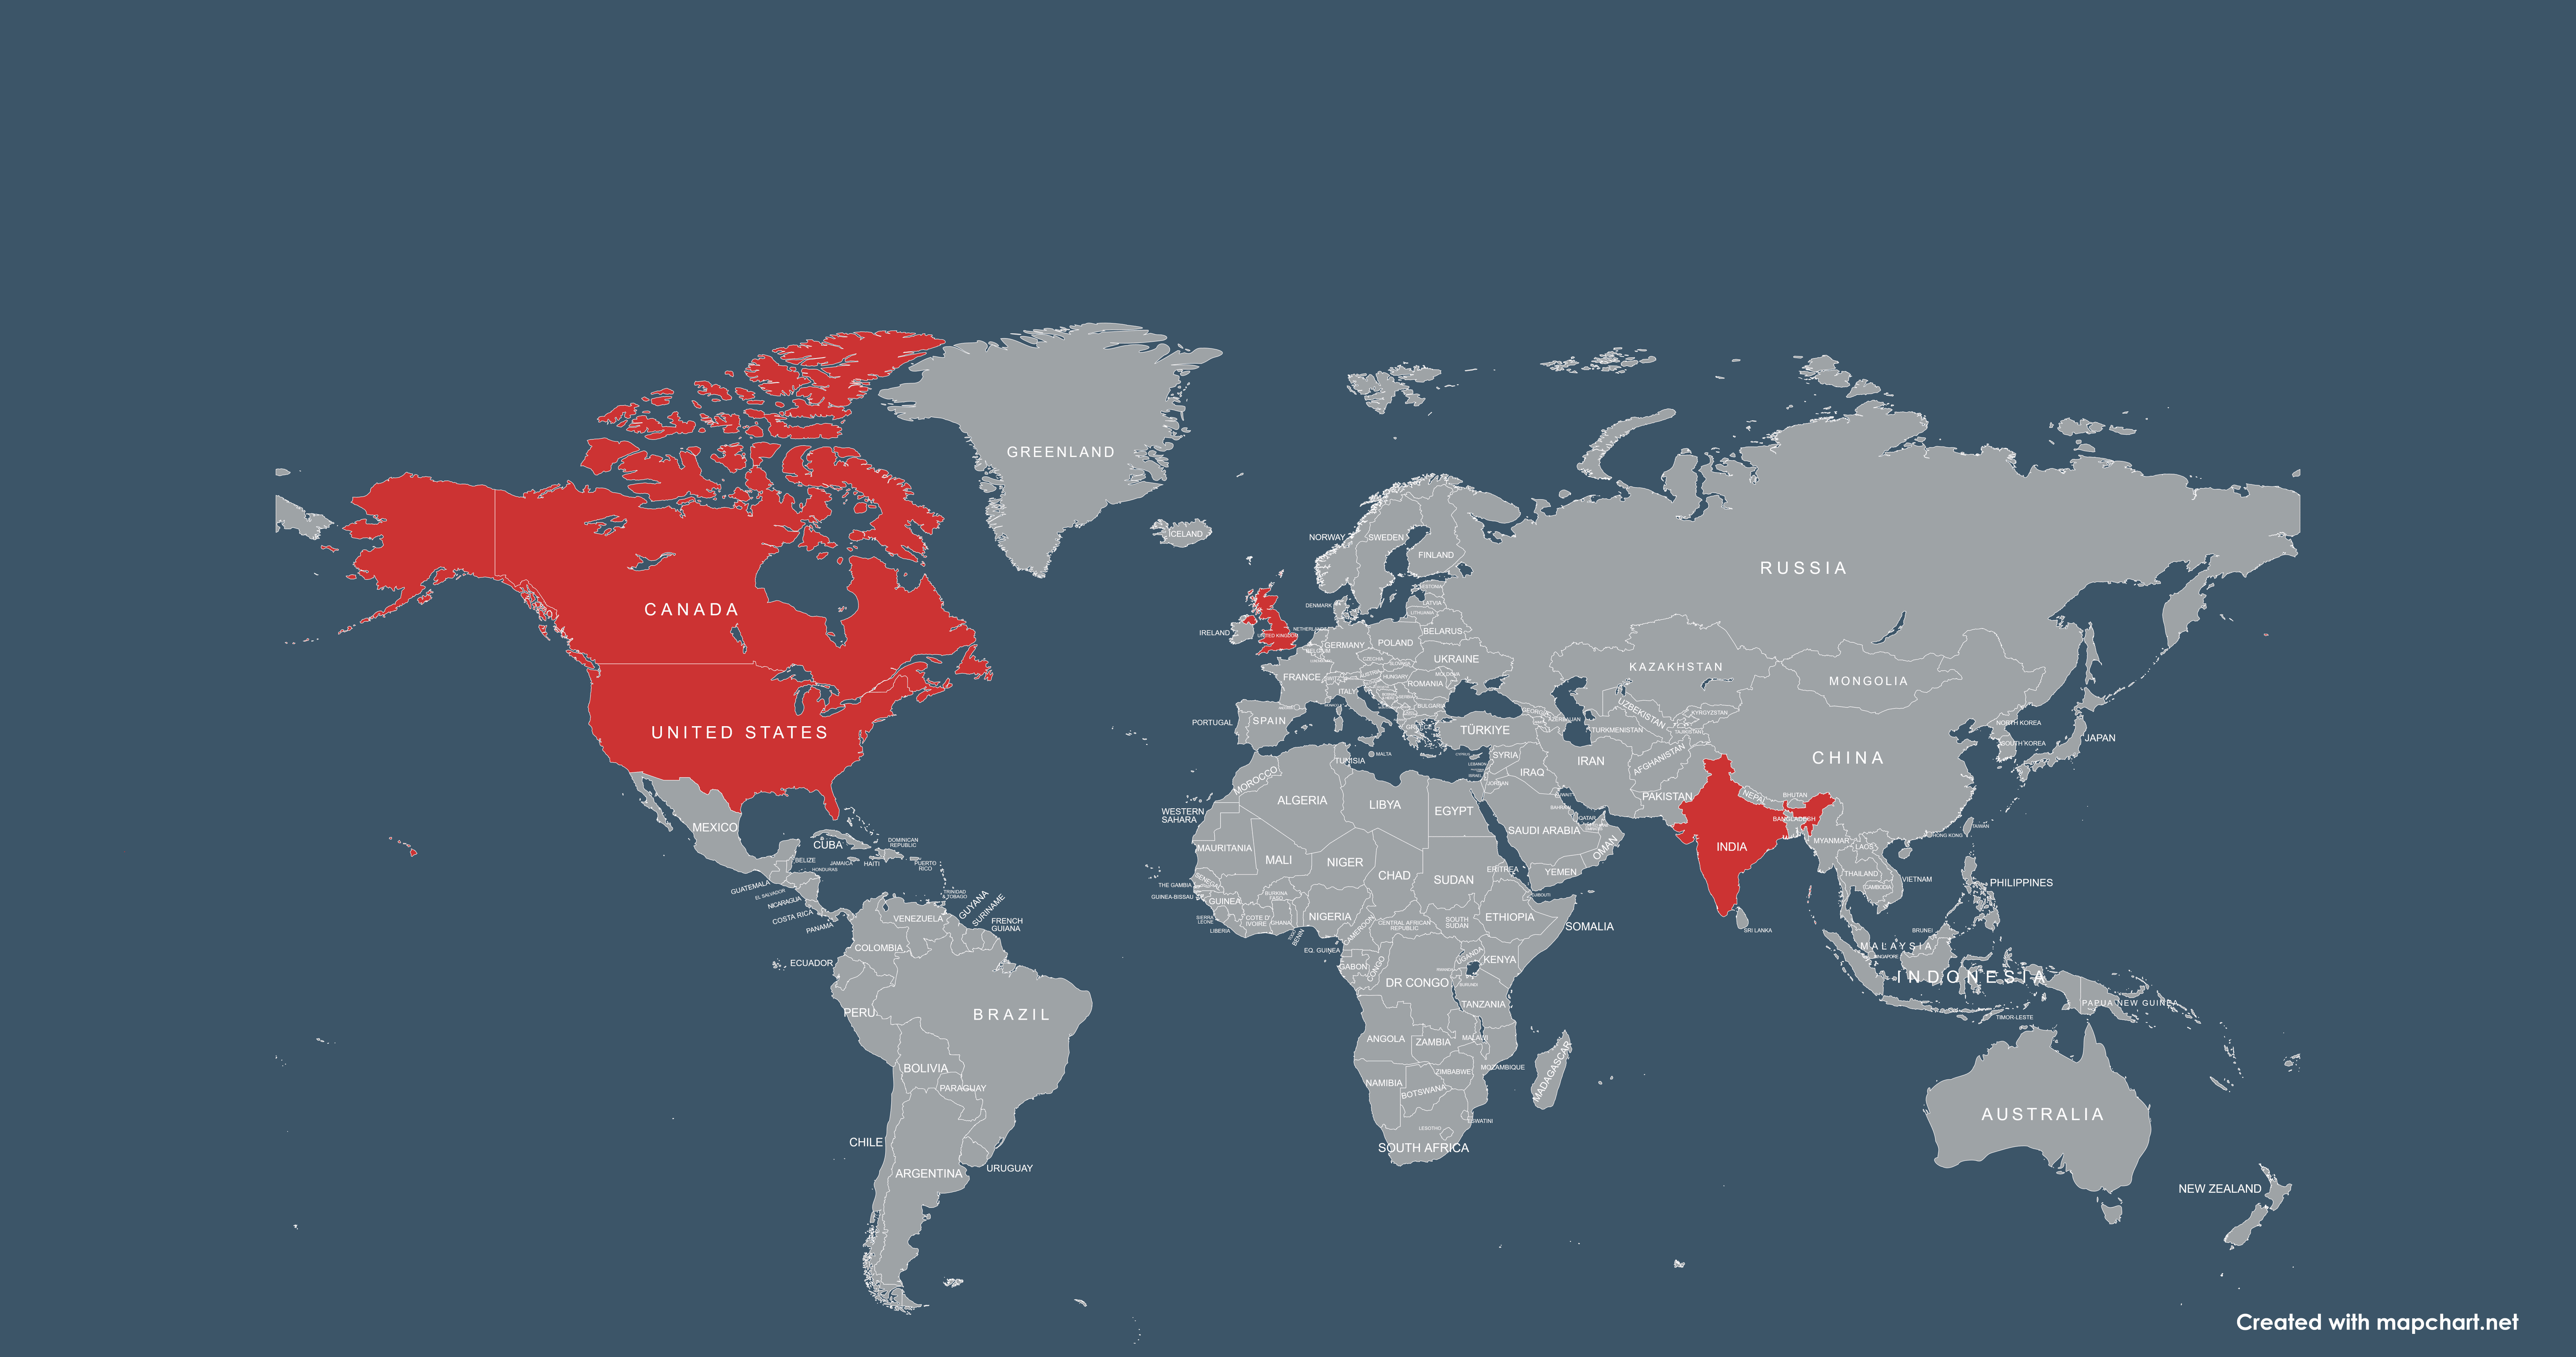 GREENLAND
ICELAND
NORWAY
SWEDEN
FINLAND
RUSSIA
CANADA
ESTONIA
LATVIA
LITHUANIA
DENMARK
IRELAND
UNITED KINGDOM
NETHERLANDS
BELARUS
POLAND
GERMANY
BELGIUM
UKRAINE
CZECHIA
FRANCE
HUNGARY
MOLDOVA
ROMANIA
ITALY
BULGARIA
KAZAKHSTAN
MONGOLIA
UNITED STATES
PORTUGAL
SPAIN
TÜRKİYE
GEORGIA
AZERBAIJAN
UZBEKISTAN
KYRGYZSTAN
TURKMENISTAN
NORTH KOREA
SOUTH KOREA
JAPAN
CHINA
MALTA
TUNISIA
SYRIA
LEBANON
ISRAEL
JORDAN
IRAQ
IRAN
AFGHANISTAN
PAKISTAN
NEPAL
BHUTAN
BANGLADESH
INDIA
MOROCCO
ALGERIA
LIBYA
EGYPT
WESTERN
SAHARA
KUWAIT
BAHRAIN
QATAR
SAUDI ARABIA
OMAN
YEMEN
MEXICO
CUBA
DOMINICAN
REPUBLIC
BELIZE
JAMAICA
HAITI
PUERTO
RICO
HONDURAS
GUATEMALA
EL SALVADOR
NICARAGUA
COSTA RICA
PANAMA
TRINIDAD
& TOBAGO
GUYANA
SURINAME
FRENCH
GUIANA
VENEZUELA
COLOMBIA
ECUADOR
PERU
BRAZIL
BOLIVIA
PARAGUAY
CHILE
ARGENTINA
URUGUAY
MAURITANIA
MALI
NIGER
CHAD
SUDAN
ERITREA
DJIBOUTI
SENEGAL
THE GAMBIA
GUINEA-BISSAU
GUINEA
SIERRA
LEONE
LIBERIA
COTE D'
IVOIRE
BURKINA
FASO
GHANA
BENIN
NIGERIA
CAMEROON
CENTRAL AFRICAN
REPUBLIC
SOUTH
SUDAN
ETHIOPIA
SOMALIA
EQ. GUINEA
GABON
CONGO
DR CONGO
UGANDA
KENYA
BURUNDI
TANZANIA
ANGOLA
ZAMBIA
MALAWI
MOZAMBIQUE
ZIMBABWE
NAMIBIA
BOTSWANA
MADAGASCAR
ESWATINI
LESOTHO
SOUTH AFRICA
MYANMAR
LAOS
HONG KONG
TAIWAN
THAILAND
VIETNAM
CAMBODIA
PHILIPPINES
SRI LANKA
BRUNEI
MALAYSIA
SINGAPORE
INDONESIA
PAPUA NEW GUINEA
TIMOR-LESTE
AUSTRALIA
NEW ZEALAND
Created with mapchart.net